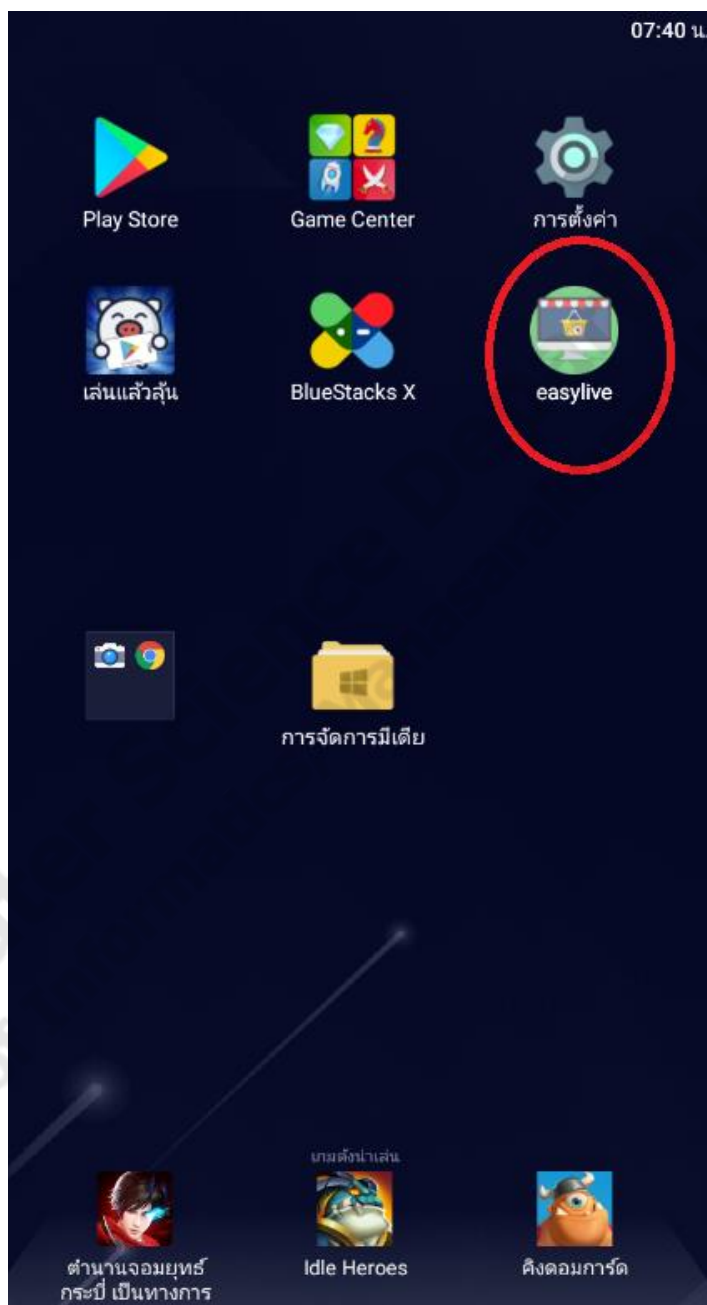 07:40 น.
Play Store
Game Center
การตั้งค่า
เล่นแล้วลุ้น
BlueStacks X
easylive
การจัดการมีเดีย
เกมดังน่าเล่น
ตำนานจอมยุทธ์
กระบี่ เป็นทางการ
Idle Heroes
คิงดอมการ์ด